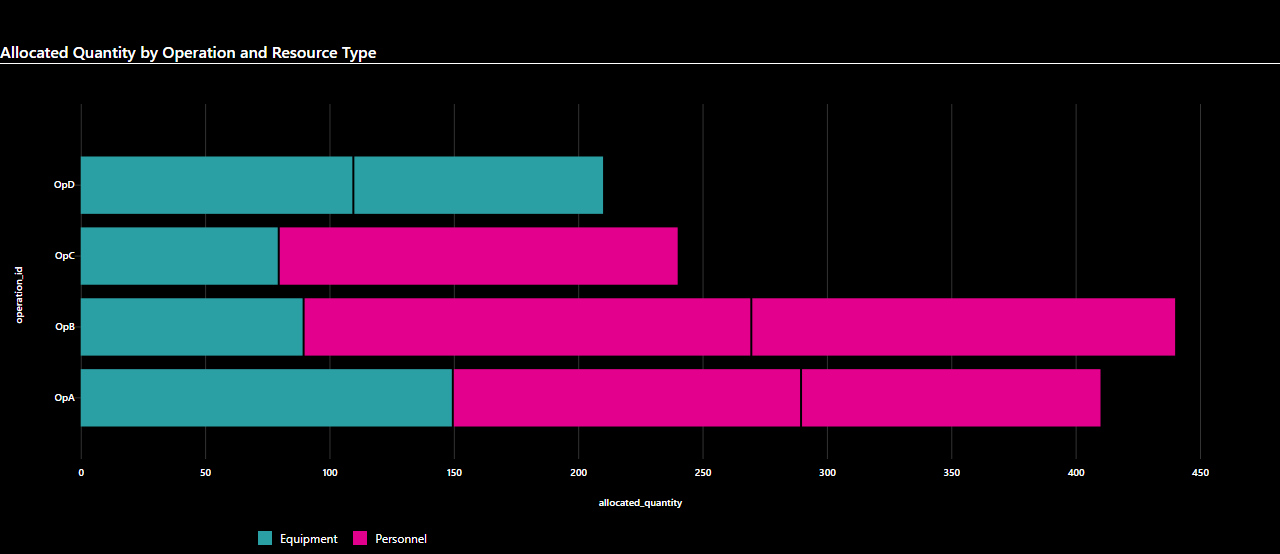 Allocated Quantity by Operation and Resource Type
OpD
OpC
OpB
OpA
operation_id
0 50 100 150 200 250 300 350 400 450
allocated_quantity
Equipment Personnel